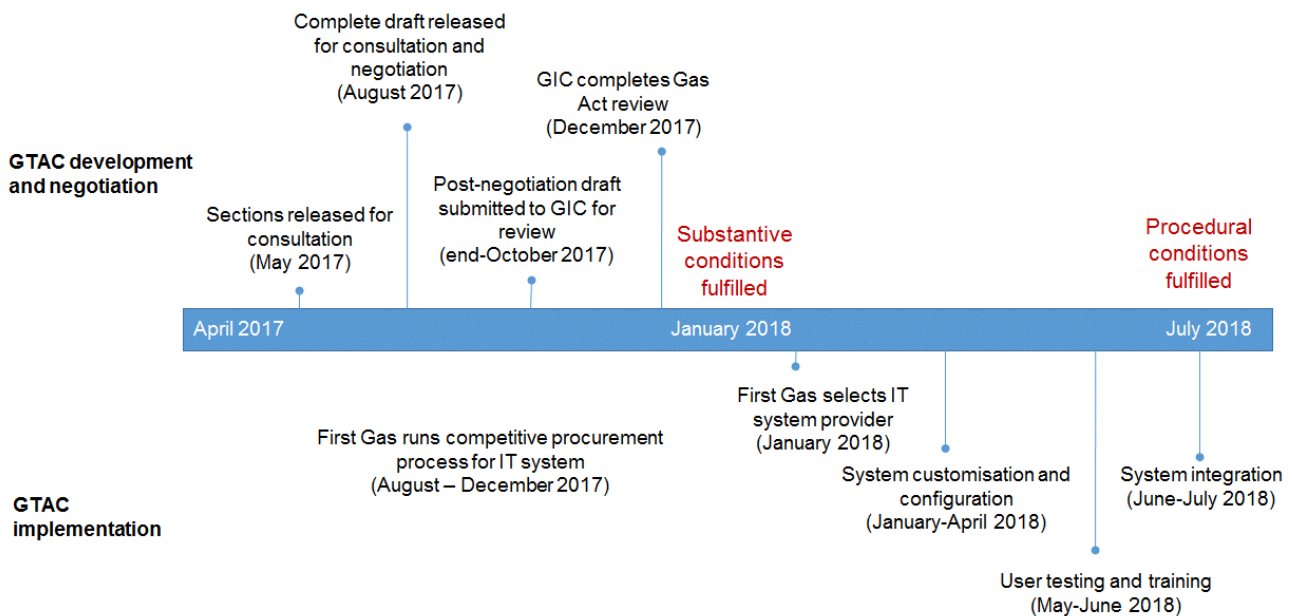 Complete draft released
for consultation and
negotiation
(August 2017)
GIC completes Gas
Act review
(December 2017)
GTAC development
and negotiation
Post-negotiation draft
submitted to GIC for
review
(end-October 2017)
Sections released for
consultation
(May 2017)
Substantive
conditions
fulfilled
Procedural
conditions
fulfilled
April 2017
January 2018
July 2018
First Gas selects IT
system provider
(January 2018)
First Gas runs competitive procurement
process for IT system
(August – December 2017)
System customisation and
configuration
(January-April 2018)
System integration
(June-July 2018)
GTAC
implementation
User testing and training
(May-June 2018)